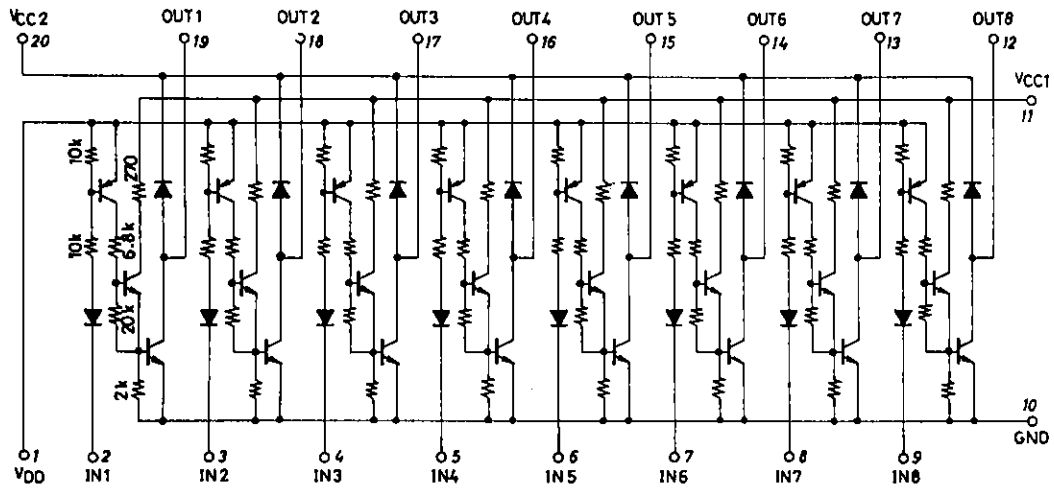 VCC2 OUT1 OUT2 OUT3 OUT4 OUT5 OUT6 OUT7 OUT8
20 19 18 17 16 15 14 13 12
VCC1
11
10k 270
10k 6.8k
20k
2k
10
GND
1 2 3 4 5 6 7 8 9
VDD IN1 IN2 IN3 IN4 IN5 IN6 IN7 IN8